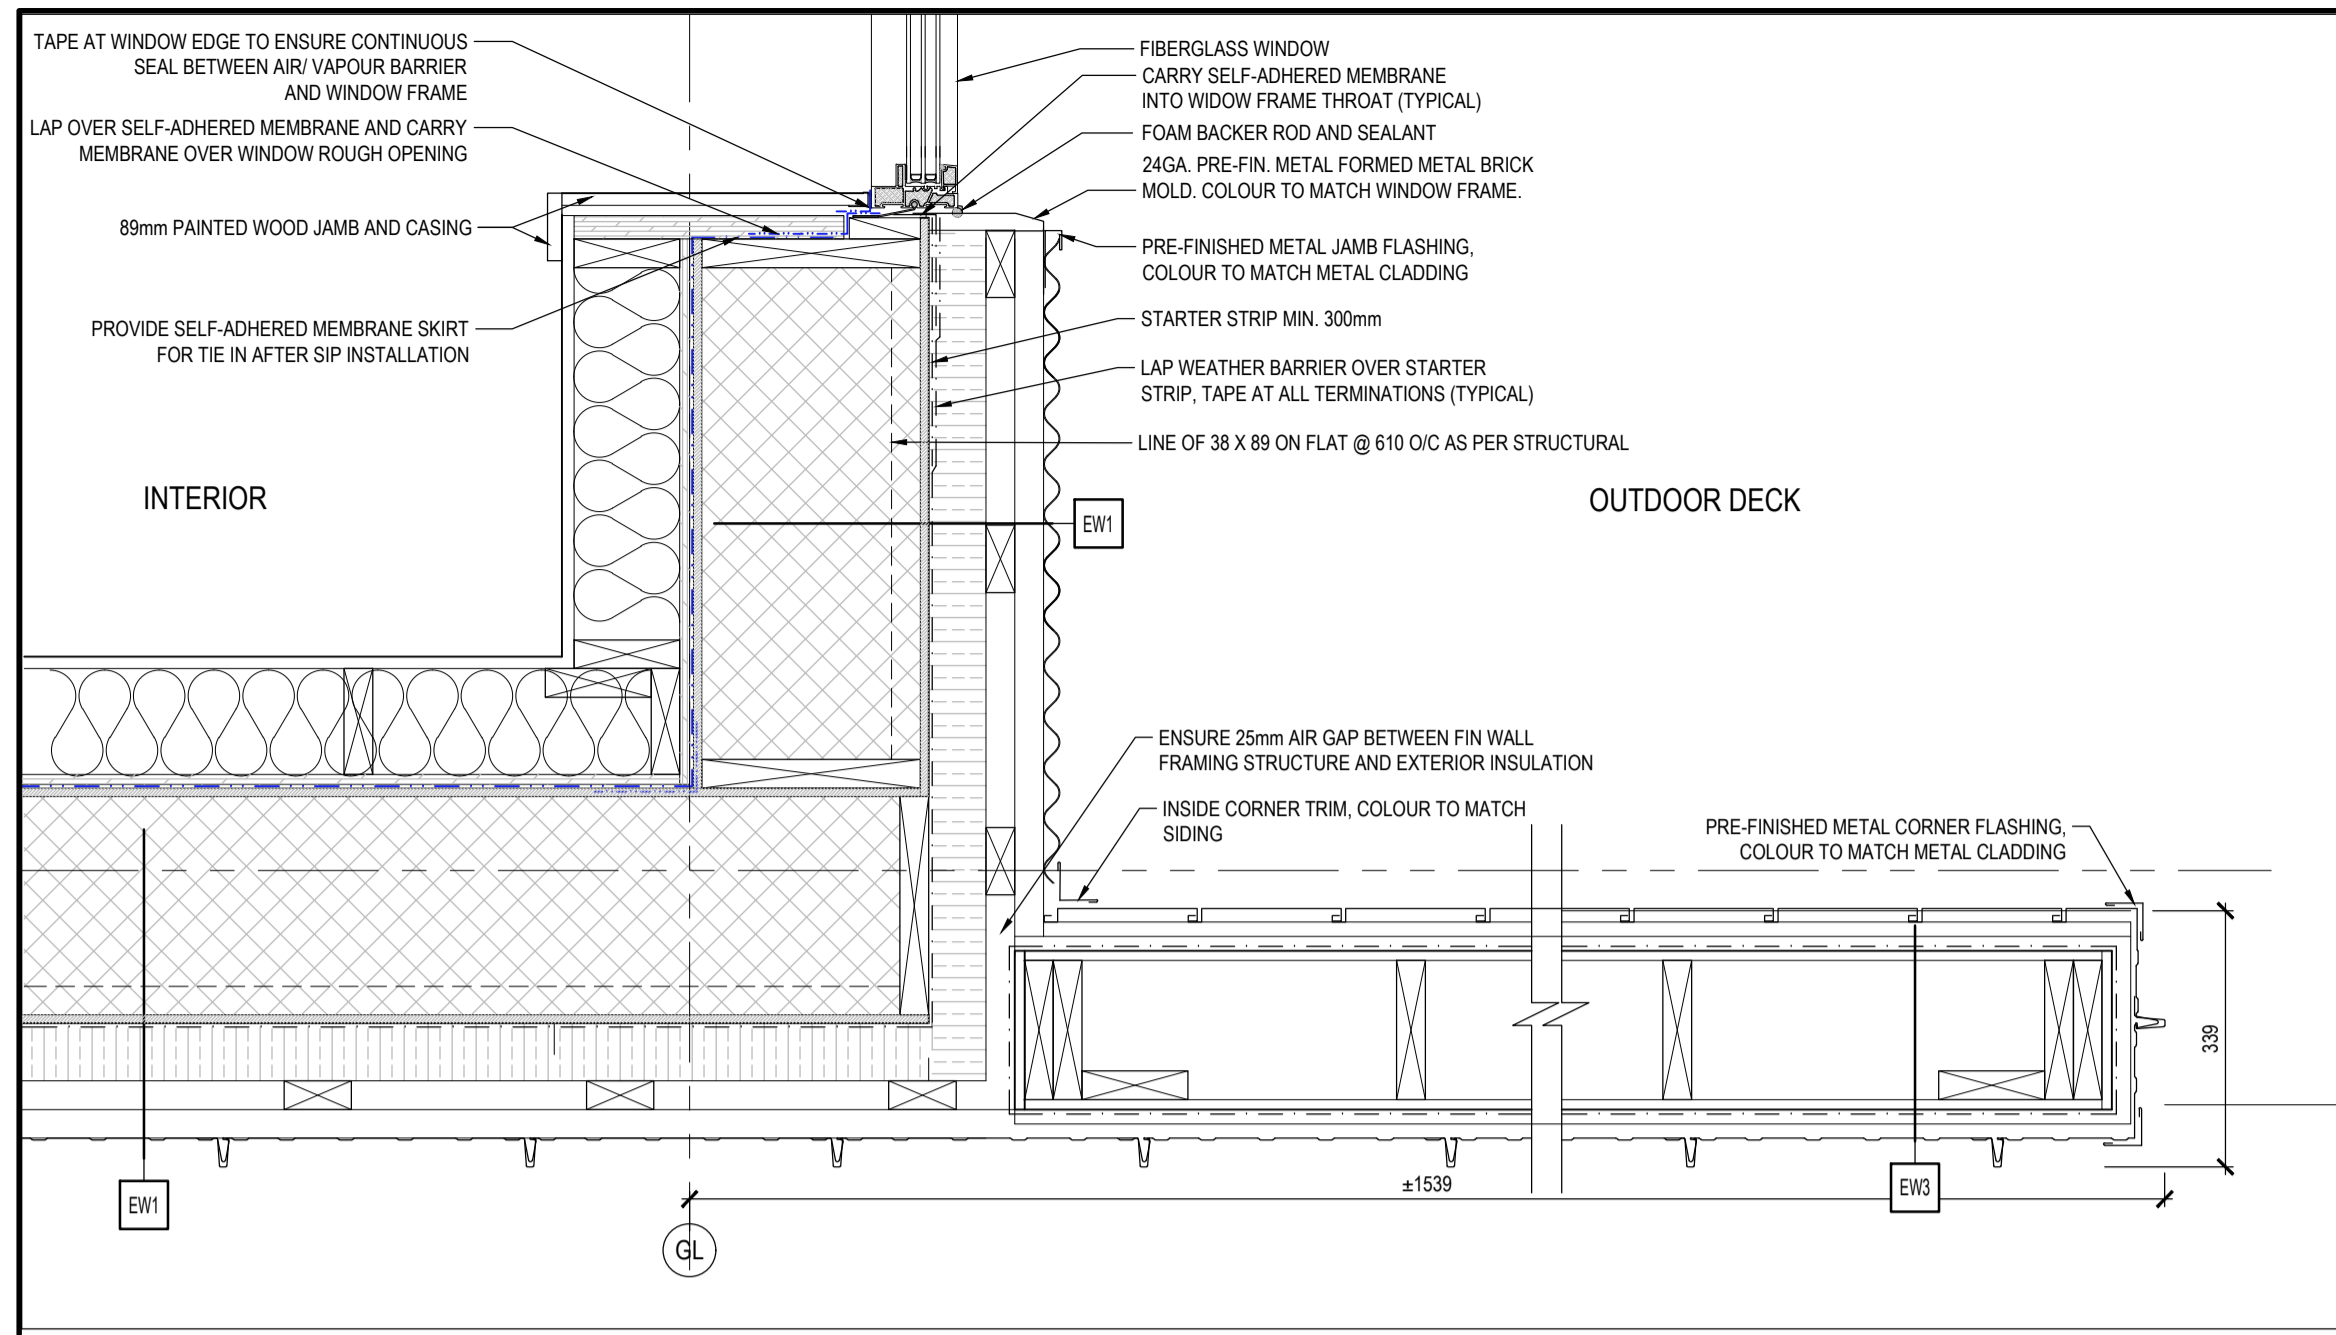 TAPE AT WINDOW EDGE TO ENSURE CONTINUOUS
SEAL BETWEEN AIR/ VAPOUR BARRIER
AND WINDOW FRAME
LAP OVER SELF-ADHERED MEMBRANE AND CARRY
MEMBRANE OVER WINDOW ROUGH OPENING
89mm PAINTED WOOD JAMB AND CASING
PROVIDE SELF-ADHERED MEMBRANE SKIRT
FOR TIE IN AFTER SIP INSTALLATION
INTERIOR
FIBERGLASS WINDOW
CARRY SELF-ADHERED MEMBRANE
INTO WIDOW FRAME THROAT (TYPICAL)
FOAM BACKER ROD AND SEALANT
24GA. PRE-FIN. METAL FORMED METAL BRICK
MOLD. COLOUR TO MATCH WINDOW FRAME.
PRE-FINISHED METAL JAMB FLASHING,
COLOUR TO MATCH METAL CLADDING
STARTER STRIP MIN. 300mm
LAP WEATHER BARRIER OVER STARTER
STRIP, TAPE AT ALL TERMINATIONS (TYPICAL)
LINE OF 38 X 89 ON FLAT @ 610 O/C AS PER STRUCTURAL
OUTDOOR DECK
EW1
ENSURE 25mm AIR GAP BETWEEN FIN WALL
FRAMING STRUCTURE AND EXTERIOR INSULATION
INSIDE CORNER TRIM, COLOUR TO MATCH
SIDING
PRE-FINISHED METAL CORNER FLASHING,
COLOUR TO MATCH METAL CLADDING
339
±1539
EW1
EW3
GL